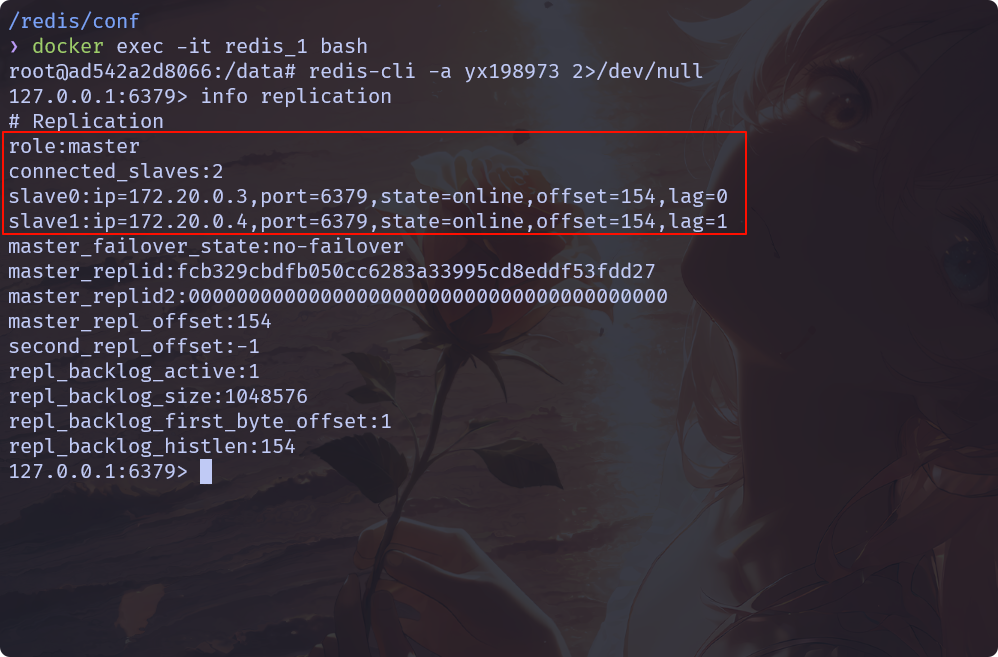 /redis/conf
❯ docker exec -it redis_1 bash
root@ad542a2d8066:/data# redis-cli -a yx198973 2>/dev/null
127.0.0.1:6379> info replication
# Replication
role:master
connected_slaves:2
slave0:ip=172.20.0.3,port=6379,state=online,offset=154,lag=0
slave1:ip=172.20.0.4,port=6379,state=online,offset=154,lag=1
master_failover_state:no-failover
master_replid:fcb329cbdfb050cc6283a33995cd8eddf53fdd27
master_replid2:0000000000000000000000000000000000000000
master_repl_offset:154
second_repl_offset:-1
repl_backlog_active:1
repl_backlog_size:1048576
repl_backlog_first_byte_offset:1
repl_backlog_histlen:154
127.0.0.1:6379>